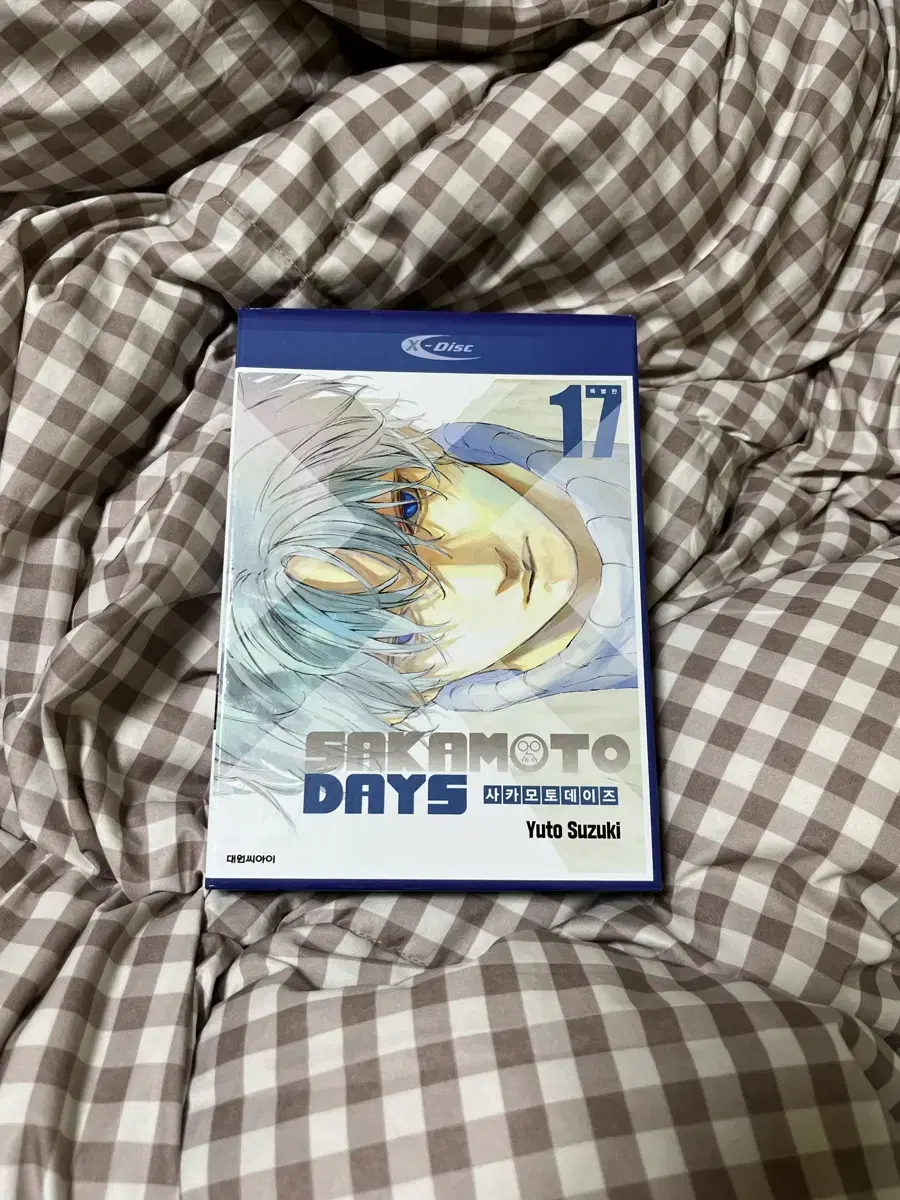 X-Disc
17 특별판
SAKAMOTO
DAYS 사카모토데이즈
Yuto Suzuki
대원씨아이